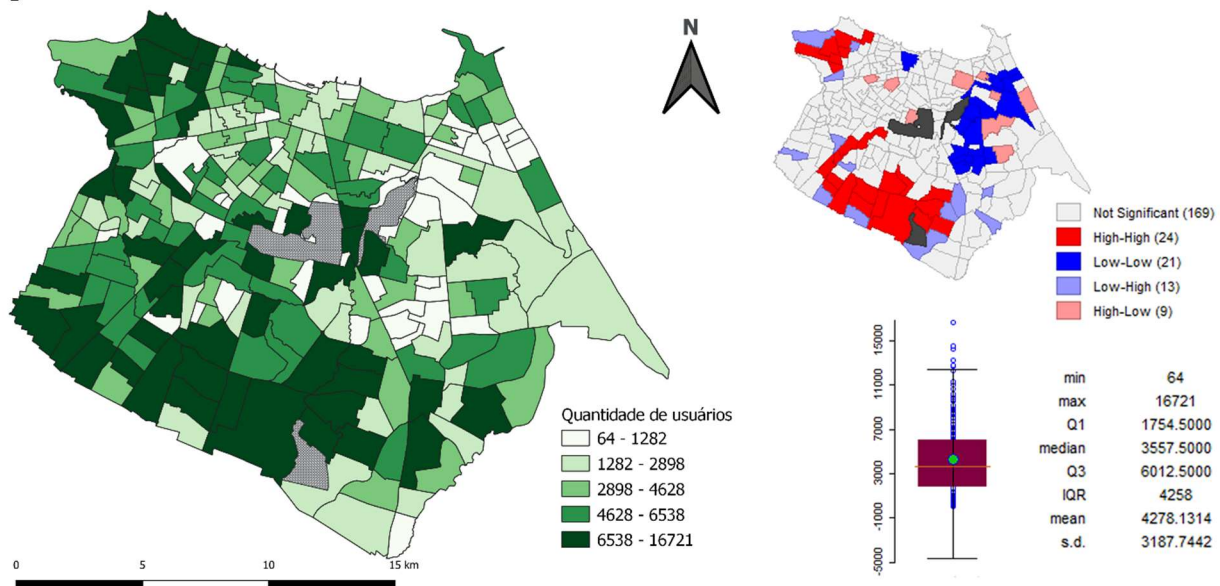 N
Quantidade de usuários
64 - 1282
1282 - 2898
2898 - 4628
4628 - 6538
6538 - 16721
0 5 10 15 km
Not Significant (169)
High-High (24)
Low-Low (21)
Low-High (13)
High-Low (9)
15000
11000
7000
3000
-1000
-5000
min 64
max 16721
Q1 1754.5000
median 3557.5000
Q3 6012.5000
IQR 4258
mean 4278.1314
s.d. 3187.7442